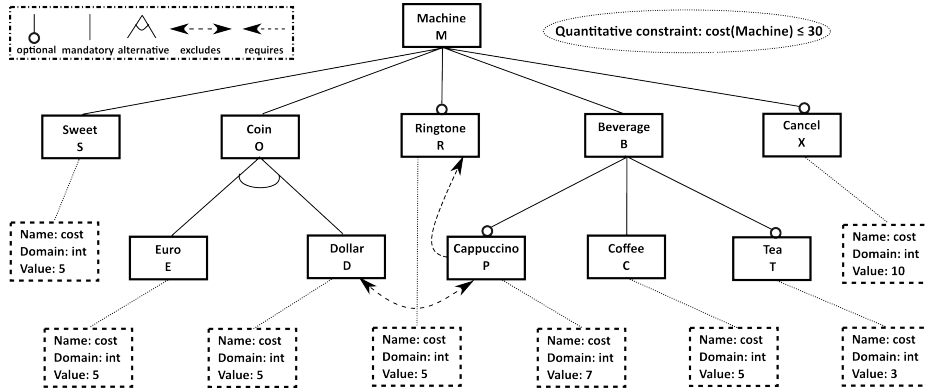 Machine
M
Quantitative constraint: cost(Machine) ≤ 30
optional mandatory alternative excludes requires
Sweet
S
Coin
O
Ringtone
R
Beverage
B
Cancel
X
Name: cost
Domain: int
Value: 5
Euro
E
Dollar
D
Cappuccino
P
Coffee
C
Tea
T
Name: cost
Domain: int
Value: 10
Name: cost
Domain: int
Value: 5
Name: cost
Domain: int
Value: 5
Name: cost
Domain: int
Value: 5
Name: cost
Domain: int
Value: 7
Name: cost
Domain: int
Value: 5
Name: cost
Domain: int
Value: 3